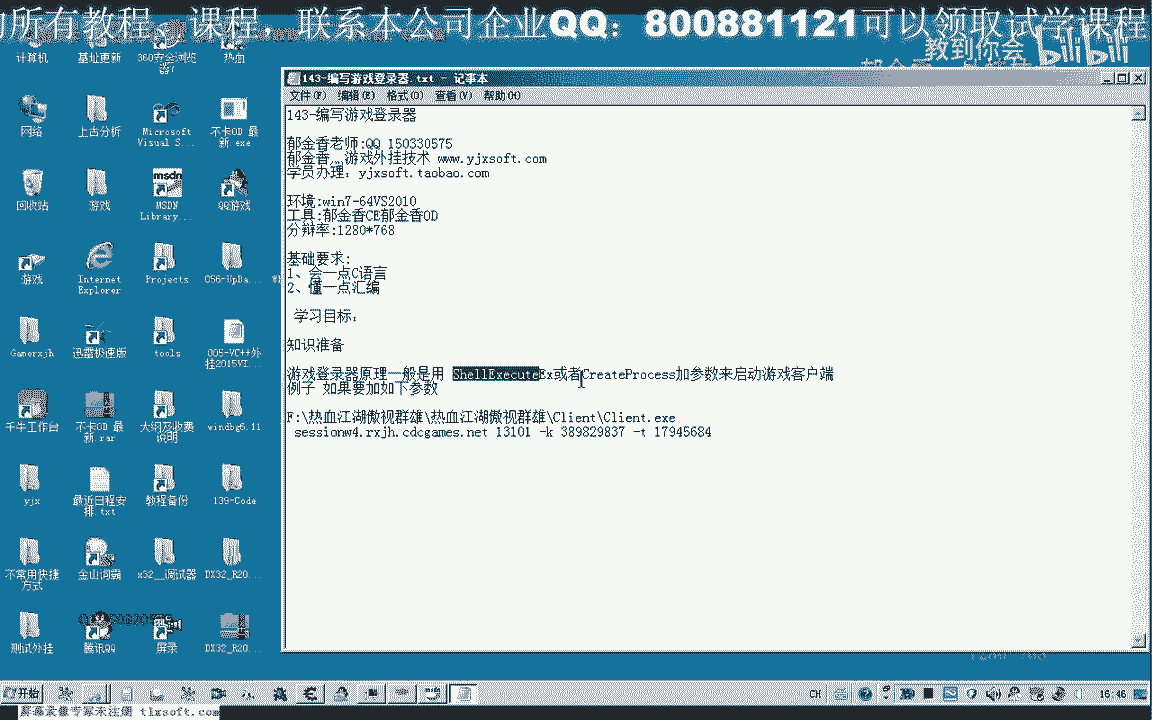 所有教程、课程，联系本公司企业QQ：800881121可以领取试学课程
教到你会
bilibili
计算机
基址更新
360安全浏览器7
热血
网络
上古分析
Microsoft Visual S...
不卡OD 最新.exe
回收站
游戏
MSDN Library...
QQ游戏
游戏
Internet Explorer
Projects
056-UpDa...
Gamerxjh
迅雷极速版
tools
005-VC++外挂2015VI...
千牛工作台
不卡OD 最新.rar
大纲及收费说明
windbg6.11
yjx
最近日程安排.txt
教程备份
139-Code
不常用快捷方式
金山词霸
x32__调试器
DX32_R20...
测试外挂
腾讯QQ
屏录
DX32_R20...
143-编写游戏登录器.txt - 记事本
文件(F) 编辑(E) 格式(O) 查看(V) 帮助(H)
143-编写游戏登录器
郁金香老师:QQ 150330575
郁金香灬游戏外挂技术 www.yjxsoft.com
学员办理：yjxsoft.taobao.com
环境:win7-64VS2010
工具:郁金香CE郁金香OD
分辩率:1280*768
基础要求:
1、会一点C语言
2、懂一点汇编
学习目标：
知识准备
游戏登录器原理一般是用 ShellExecuteEx或者CreateProcess加参数来启动游戏客户端
例子 如果要加如下参数
F:\热血江湖傲视群雄\热血江湖傲视群雄\Client\Client.exe
sessionw4.rxjh.cdcgames.net 13101 -k 389829837 -t 17945684
开始
CH
16:46
屏幕录像专家未注册 tlxsoft.com